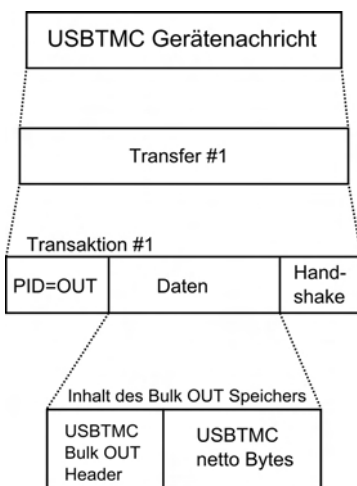 USBTMC Gerätenachricht
Transfer #1
Transaktion #1
PID=OUT
Daten
Hand-
shake
Inhalt des Bulk OUT Speichers
USBTMC
Bulk OUT
Header
USBTMC
netto Bytes